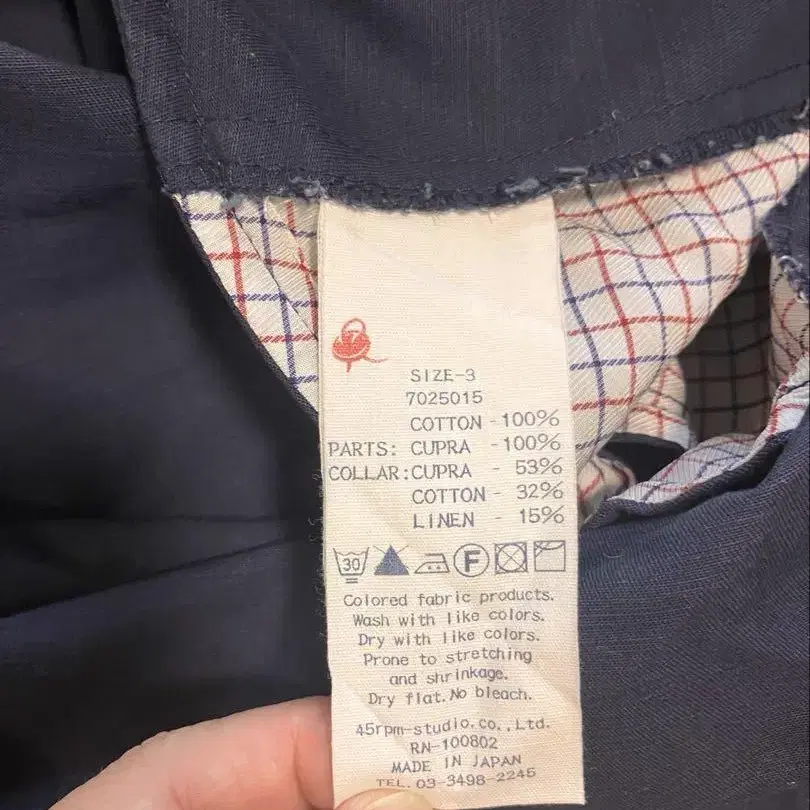 SIZE-3
7025015
COTTON - 100%
PARTS: CUPRA - 100%
COLLAR: CUPRA - 53%
COTTON - 32%
LINEN - 15%
30 F
Colored fabric products.
Wash with like colors.
Dry with like colors.
Prone to stretching
and shrinkage.
Dry flat. No bleach.
45rpm-studio.co.,Ltd.
RN-100802
MADE IN JAPAN
TEL. 03-3498-2245